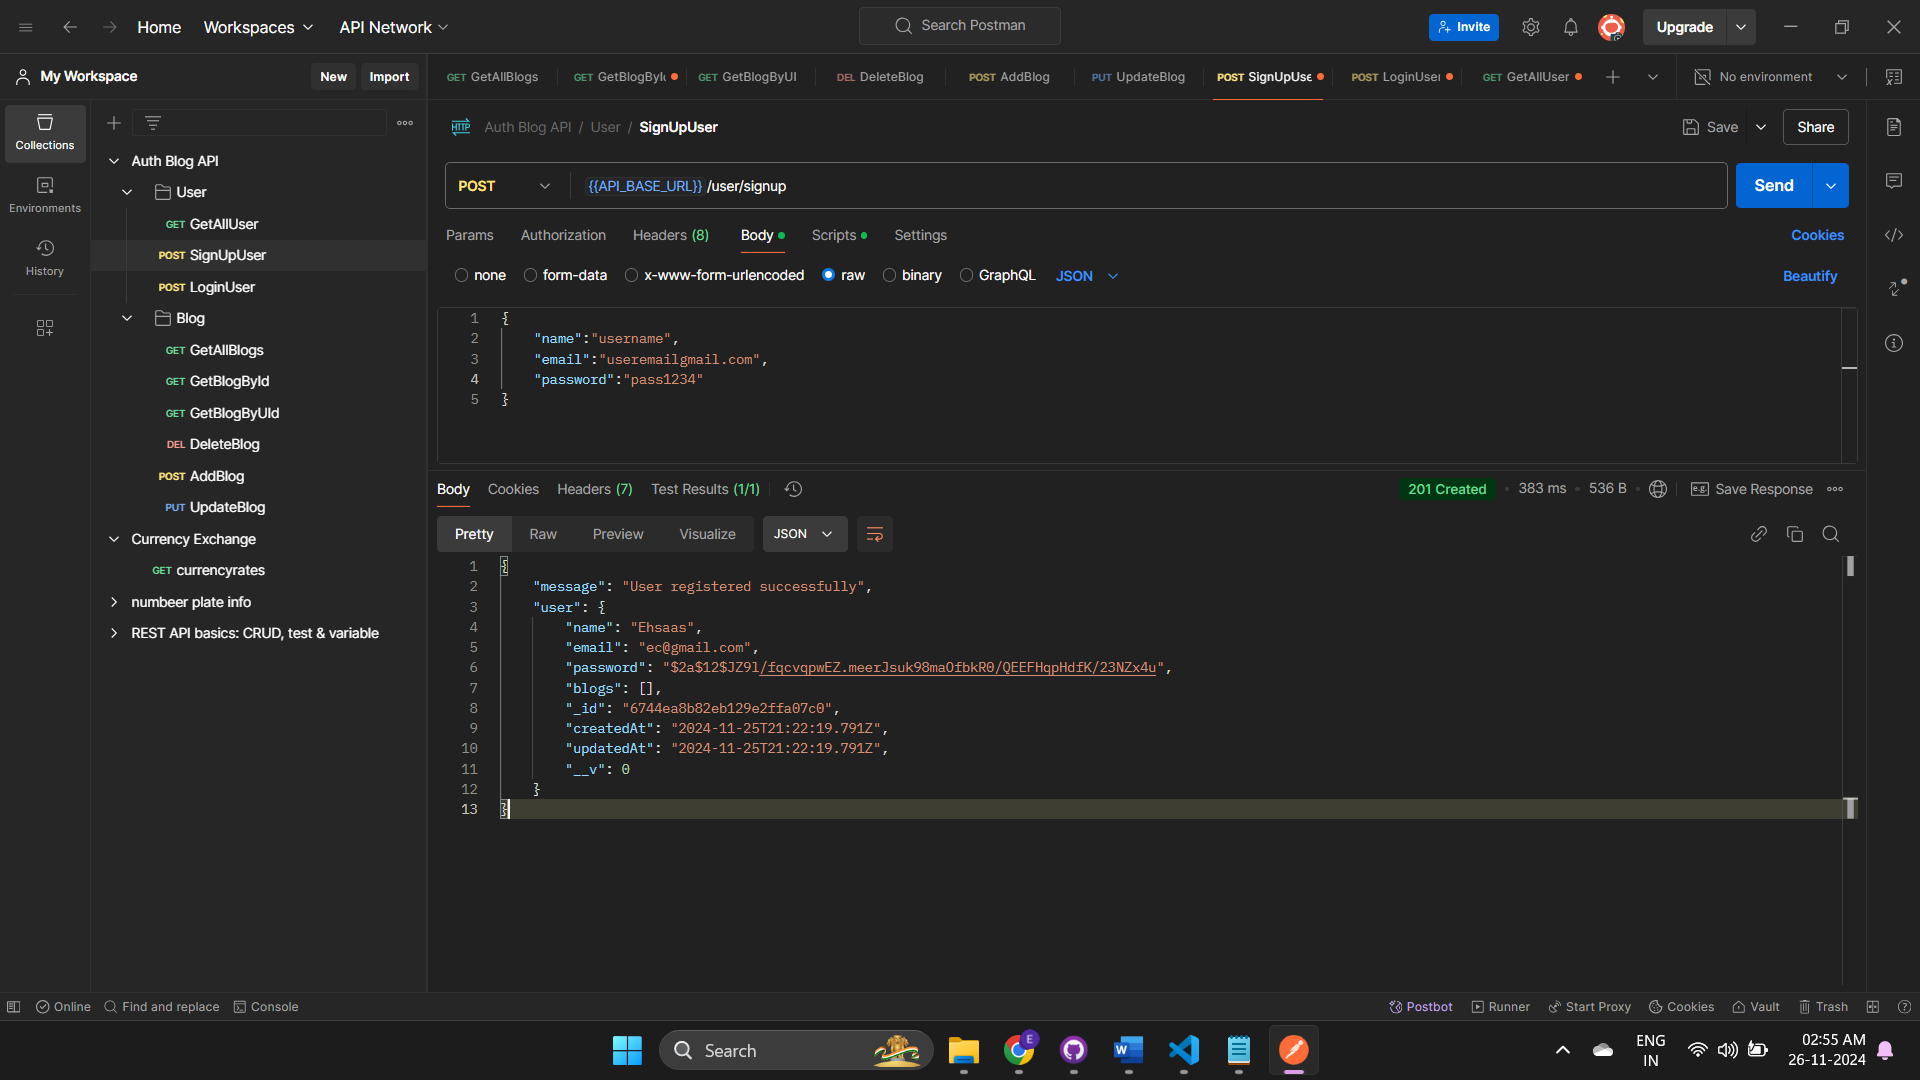 Home Workspaces API Network Search Postman Invite Upgrade
My Workspace New Import
GET GetAllBlogs GET GetBlogById GET GetBlogByUI DEL DeleteBlog POST AddBlog PUT UpdateBlog POST SignUpUse POST LoginUser GET GetAllUser No environment
Collections
Environments
History
Auth Blog API
User
GET GetAllUser
POST SignUpUser
POST LoginUser
Blog
GET GetAllBlogs
GET GetBlogById
GET GetBlogByUId
DEL DeleteBlog
POST AddBlog
PUT UpdateBlog
Currency Exchange
GET currencyrates
numbeer plate info
REST API basics: CRUD, test & variable
HTTP Auth Blog API / User / SignUpUser Save Share
POST {{API_BASE_URL}} /user/signup Send
Params Authorization Headers (8) Body Scripts Settings Cookies
none form-data x-www-form-urlencoded raw binary GraphQL JSON Beautify
1 {
2 "name":"username",
3 "email":"useremailgmail.com",
4 "password":"pass1234"
5 }
Body Cookies Headers (7) Test Results (1/1) 201 Created 383 ms 536 B e.g. Save Response
Pretty Raw Preview Visualize JSON
1 {
2 "message": "User registered successfully",
3 "user": {
4 "name": "Ehsaas",
5 "email": "ec@gmail.com",
6 "password": "$2a$12$JZ9l/fqcvqpwEZ.meerJsuk98maOfbkR0/QEEFHqpHdfK/23NZx4u",
7 "blogs": [],
8 "_id": "6744ea8b82eb129e2ffa07c0",
9 "createdAt": "2024-11-25T21:22:19.791Z",
10 "updatedAt": "2024-11-25T21:22:19.791Z",
11 "__v": 0
12 }
13 }
Online Find and replace Console Postbot Runner Start Proxy Cookies Vault Trash
Search E W ENG IN 02:55 AM 26-11-2024